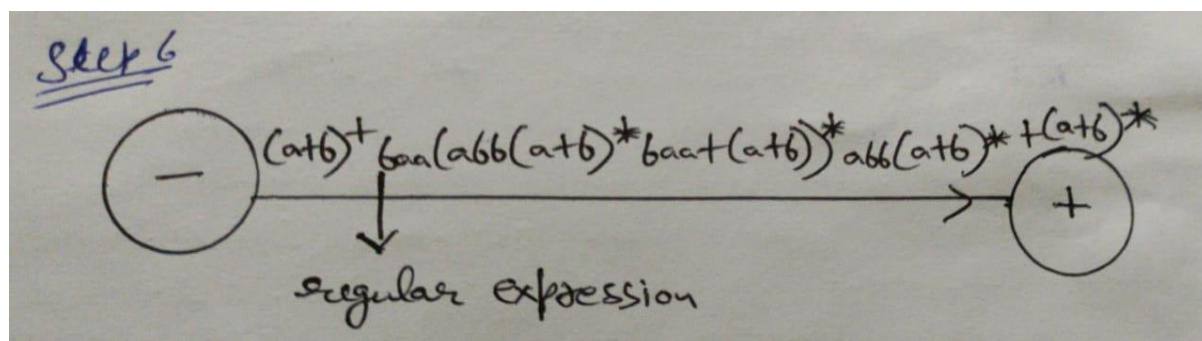 Step 6
(a+b)+ baa(abb(a+b)*baa+(a+b))*abb(a+b)*+(a+b)*
−
+
regular expression